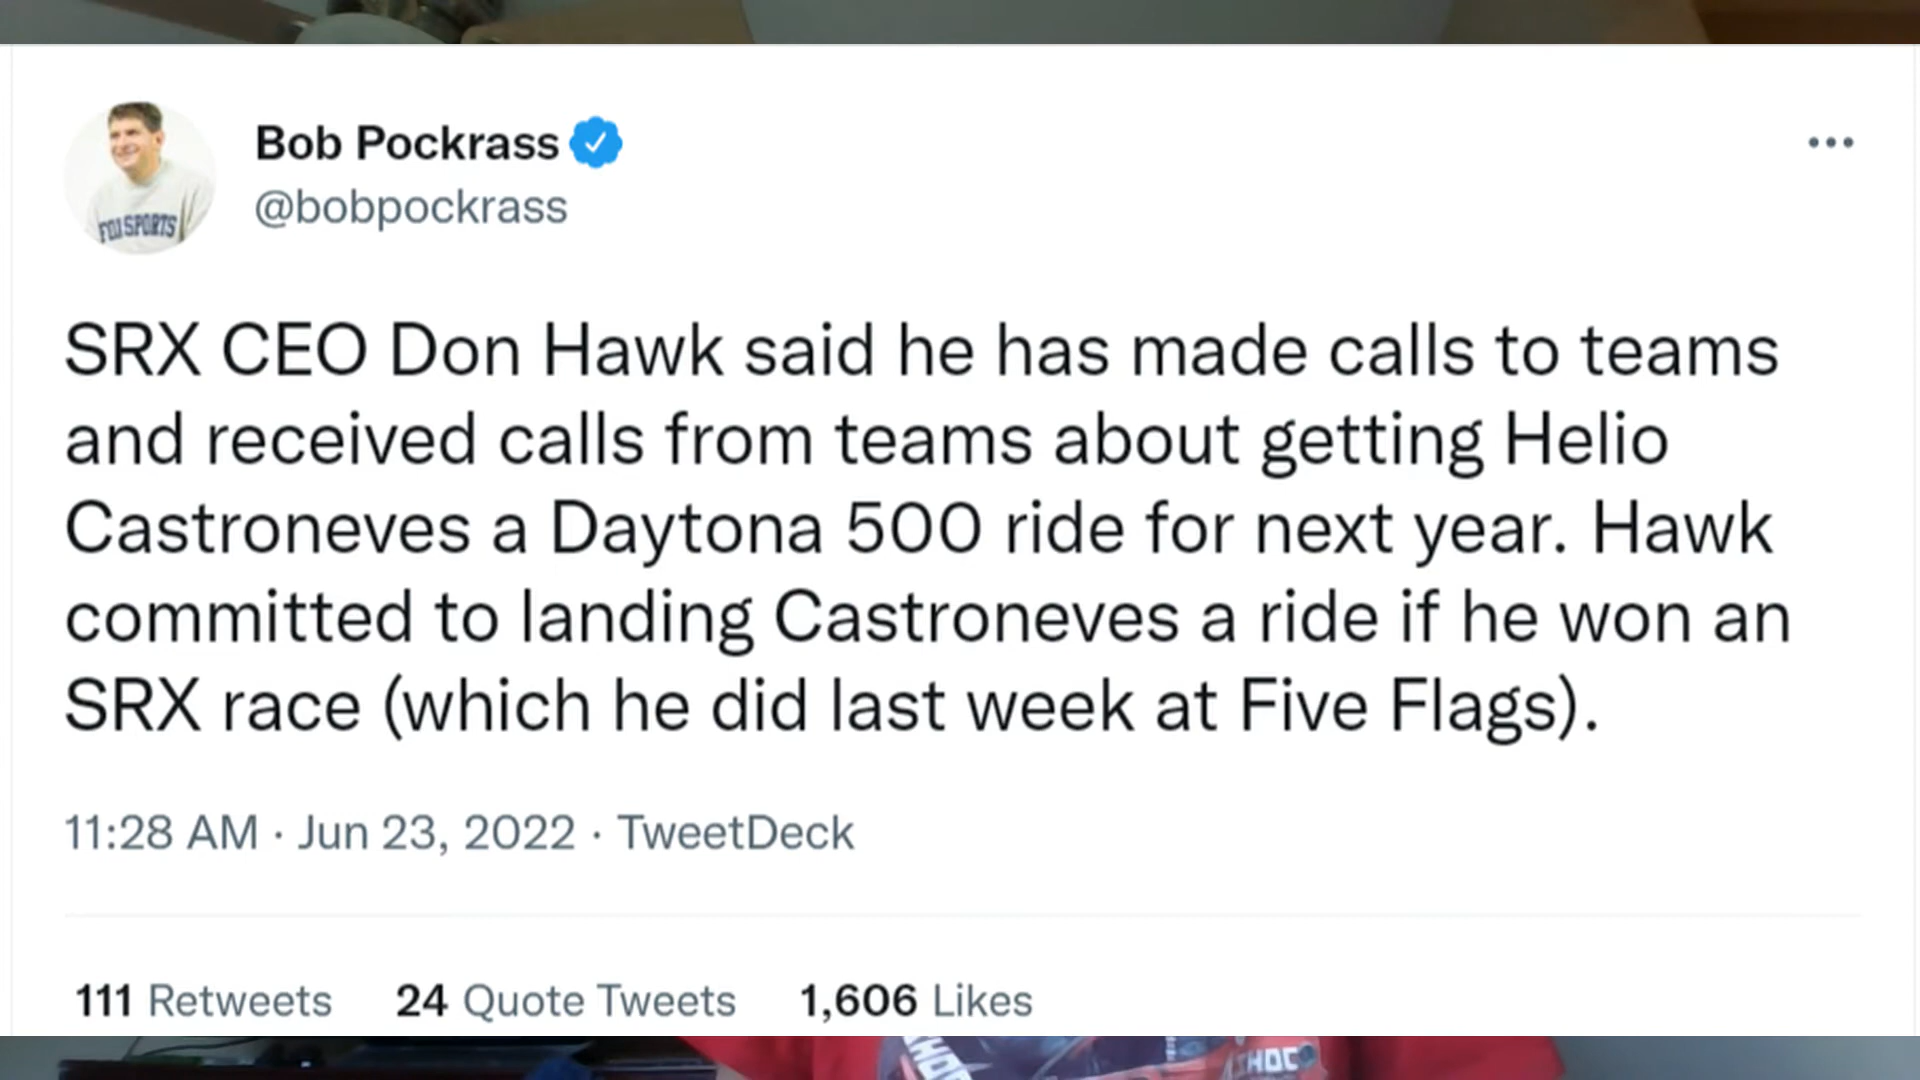 Bob Pockrass
@bobpockrass
FOX SPORTS
SRX CEO Don Hawk said he has made calls to teams
and received calls from teams about getting Helio
Castroneves a Daytona 500 ride for next year. Hawk
committed to landing Castroneves a ride if he won an
SRX race (which he did last week at Five Flags).
11:28 AM · Jun 23, 2022 · TweetDeck
111 Retweets 24 Quote Tweets 1,606 Likes